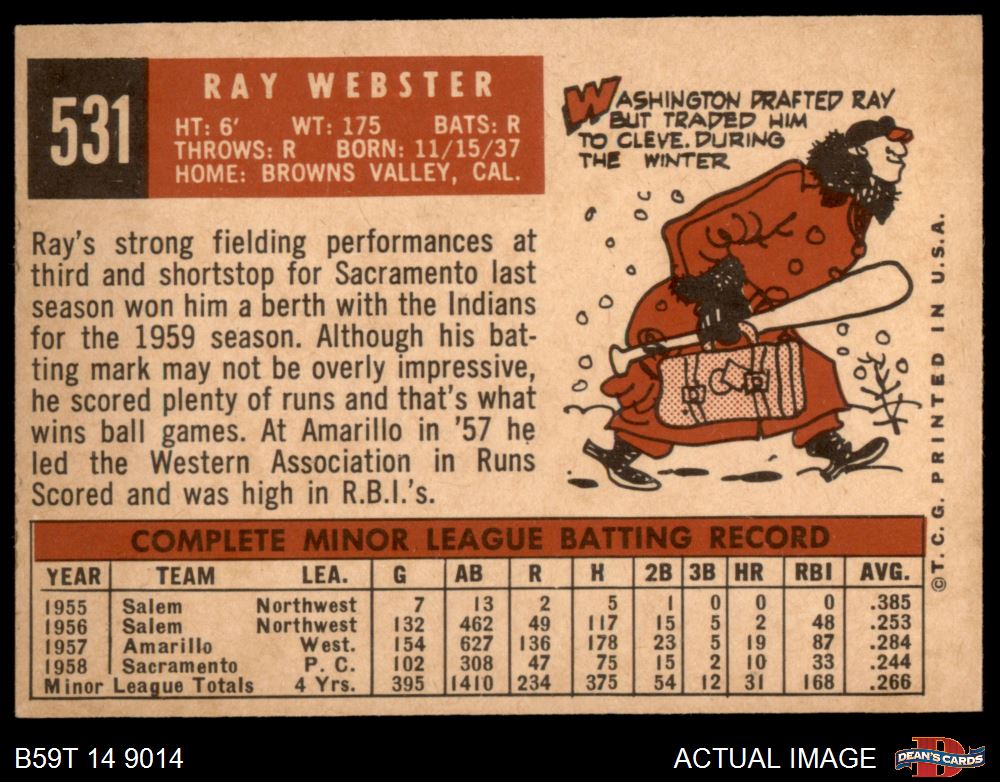 531
RAY WEBSTER
HT: 6' WT: 175 BATS: R
THROWS: R BORN: 11/15/37
HOME: BROWNS VALLEY, CAL.
WASHINGTON DRAFTED RAY
BUT TRADED HIM
TO CLEVE. DURING
THE WINTER
Ray's strong fielding performances at
third and shortstop for Sacramento last
season won him a berth with the Indians
for the 1959 season. Although his bat-
ting mark may not be overly impressive,
he scored plenty of runs and that's what
wins ball games. At Amarillo in '57 he
led the Western Association in Runs
Scored and was high in R.B.I.'s.
©T.C.G. PRINTED IN U.S.A.
COMPLETE MINOR LEAGUE BATTING RECORD
YEAR TEAM LEA. G AB R H 2B 3B HR RBI AVG.
1955 Salem Northwest 7 13 2 5 1 0 0 0 .385
1956 Salem Northwest 132 462 49 117 15 5 2 48 .253
1957 Amarillo West. 154 627 136 178 23 5 19 87 .284
1958 Sacramento P. C. 102 308 47 75 15 2 10 33 .244
Minor League Totals 4 Yrs. 395 1410 234 375 54 12 31 168 .266
B59T 14 9014
ACTUAL IMAGE
D
DEAN'S CARDS